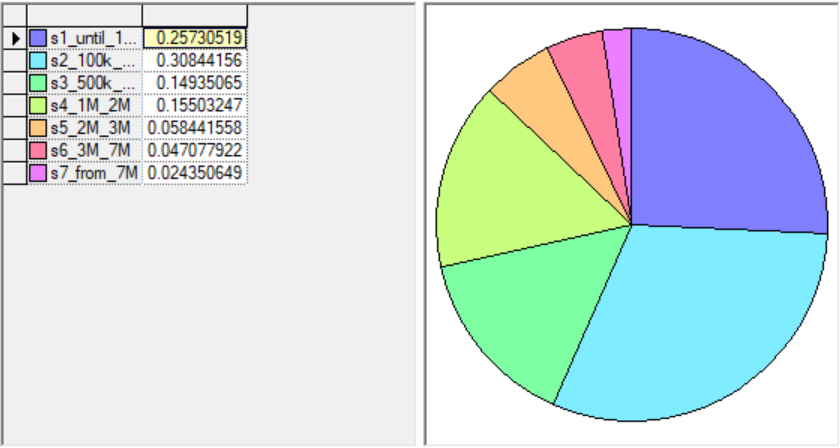 s1_until_1... 0.25730519
s2_100k_... 0.30844156
s3_500k_... 0.14935065
s4_1M_2M 0.15503247
s5_2M_3M 0.058441558
s6_3M_7M 0.047077922
s7_from_7M 0.024350649